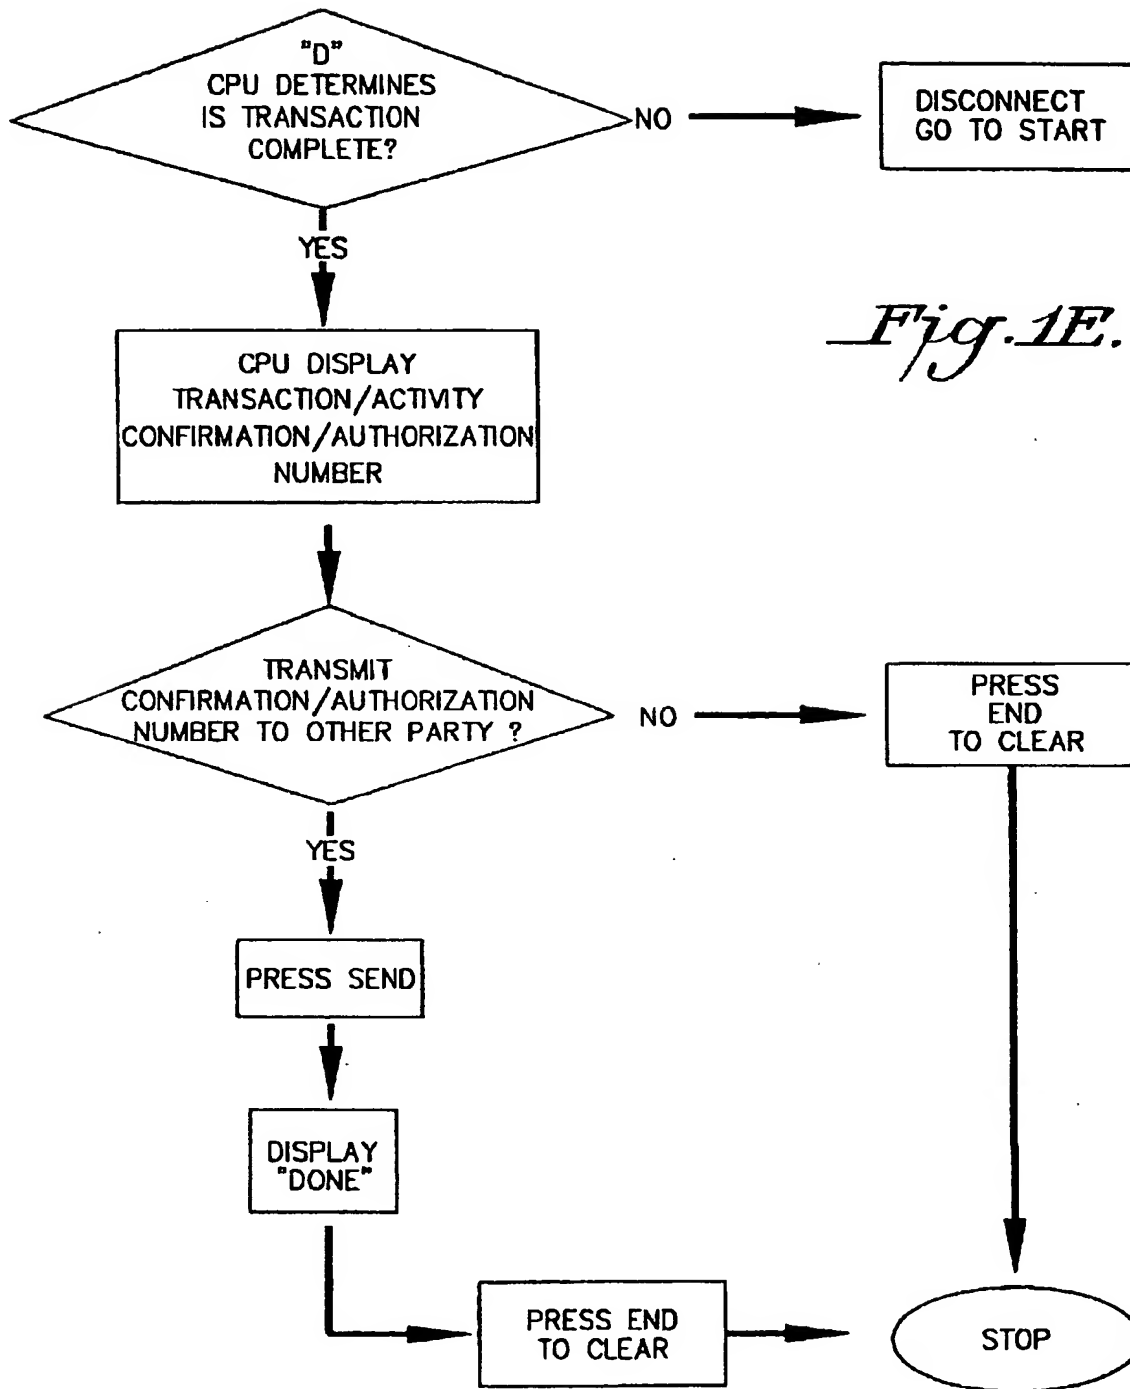 "D"
CPU DETERMINES
IS TRANSACTION
COMPLETE?
NO
DISCONNECT
GO TO START
YES
Fig. 1E.
CPU DISPLAY
TRANSACTION/ACTIVITY
CONFIRMATION/AUTHORIZATION
NUMBER
TRANSMIT
CONFIRMATION/AUTHORIZATION
NUMBER TO OTHER PARTY ?
NO
PRESS
END
TO CLEAR
YES
PRESS SEND
DISPLAY
"DONE"
PRESS END
TO CLEAR
STOP